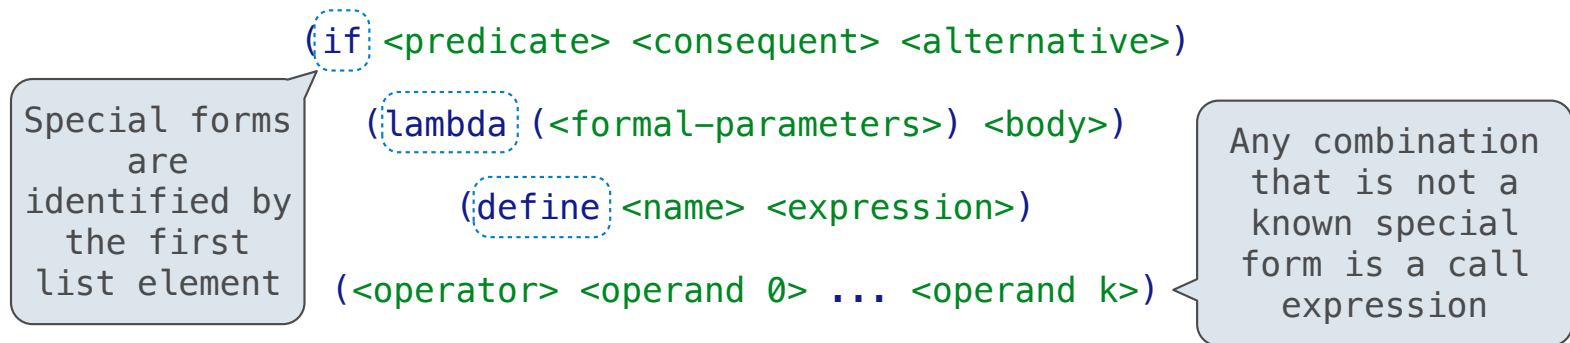 (if <predicate> <consequent> <alternative>)
Special forms
are
identified by
the first
list element
(lambda (<formal-parameters>) <body>)
(define <name> <expression>)
(<operator> <operand 0> ... <operand k>)
Any combination
that is not a
known special
form is a call
expression